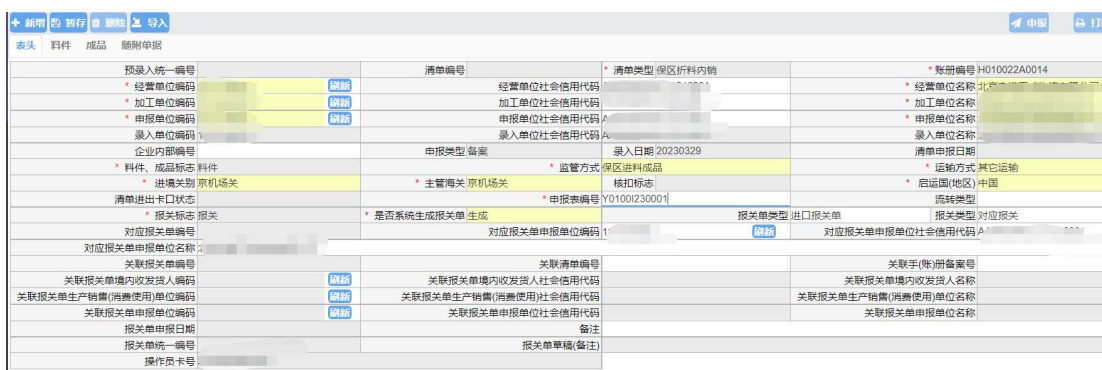 + 新增 暂存 删除 导入 申报 打
表头 料件 成品 随附单据
预录入统一编号 清单编号 * 清单类型 保区折料内销 * 账册编号 H010022A0014
* 经营单位编码 刷新 经营单位社会信用代码 * 经营单位名称
* 加工单位编码 刷新 加工单位社会信用代码 * 加工单位名称
* 申报单位编码 刷新 申报单位社会信用代码 A * 申报单位名称
录入单位编码 录入单位社会信用代码 录入单位名称
企业内部编号 申报类型 备案 录入日期 20230329 清单申报日期
* 料件、成品标志 料件 * 监管方式 保区进料成品 * 运输方式 其它运输
* 进境关别 京机场关 * 主管海关 京机场关 核扣标志 * 启运国(地区) 中国
清单进出卡口状态 * 申报表编号 Y0100I230001 流转类型
* 报关标志 报关 * 是否系统生成报关单 生成 报关单类型 进口报关单 报关类型 对应报关
对应报关单编号 对应报关单申报单位编码 刷新 对应报关单申报单位社会信用代码
对应报关单申报单位名称
关联报关单编号 关联清单编号 关联手(账)册备案号
关联报关单境内收发货人编码 刷新 关联报关单境内收发货人社会信用代码 关联报关单境内收发货人名称
关联报关单生产销售(消费使用)单位编码 刷新 关联报关单生产销售(消费使用)社会信用代码 关联报关单生产销售(消费使用)单位名称
关联报关单申报单位编码 刷新 关联报关单申报单位社会信用代码 关联报关单申报单位名称
报关单申报日期 备注
报关单统一编号 报关单草稿(备注)
操作员卡号